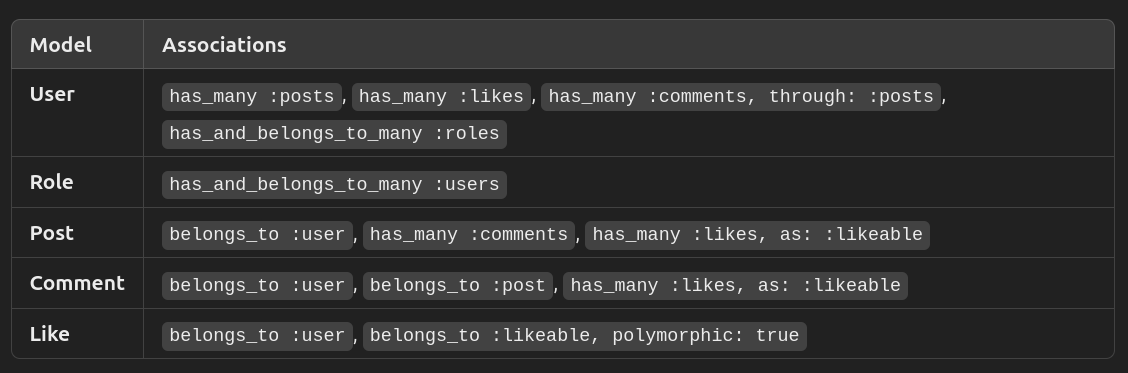 Model Associations
User has_many :posts, has_many :likes, has_many :comments, through: :posts,
has_and_belongs_to_many :roles
Role has_and_belongs_to_many :users
Post belongs_to :user, has_many :comments, has_many :likes, as: :likeable
Comment belongs_to :user, belongs_to :post, has_many :likes, as: :likeable
Like belongs_to :user, belongs_to :likeable, polymorphic: true